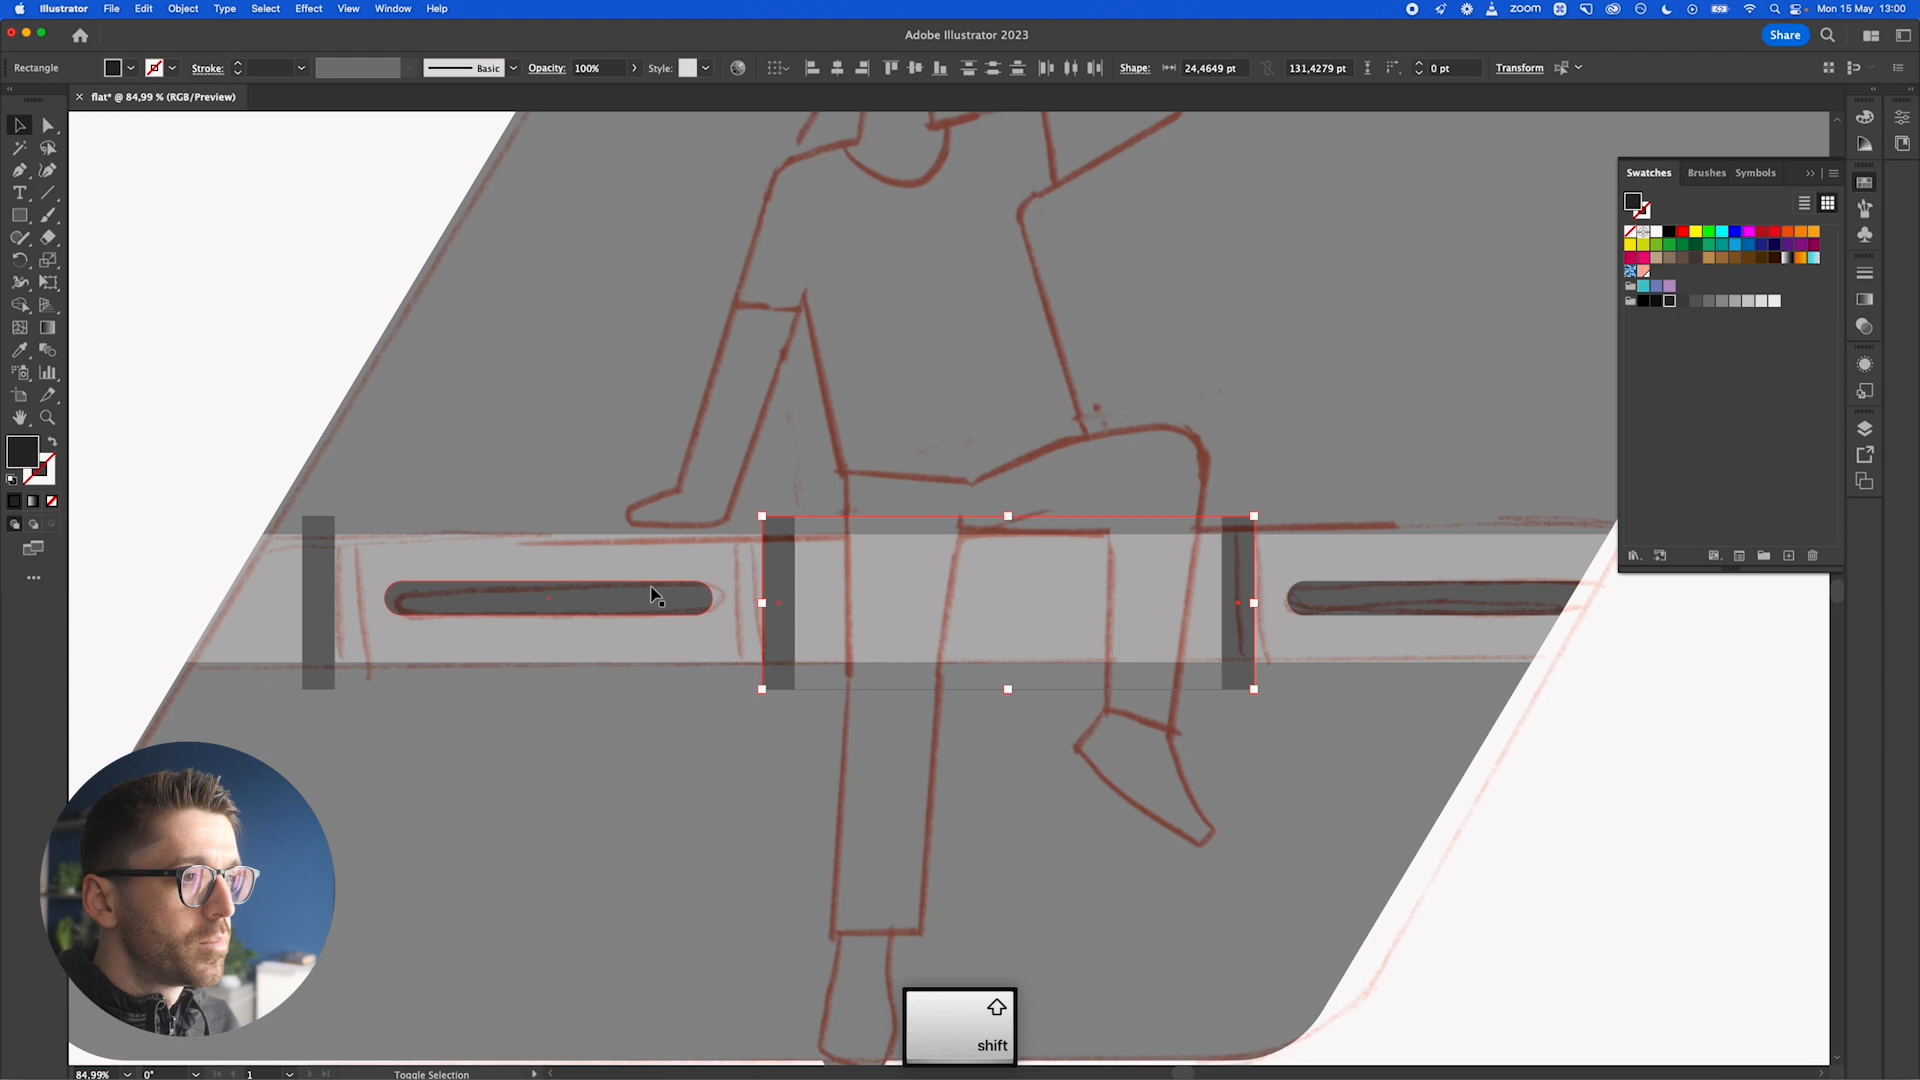 Illustrator File Edit Object Type Select Effect View Window Help
zoom
Mon 15 May 13:00
Adobe Illustrator 2023
Share
Rectangle
Stroke:
Basic
Opacity: 100%
Style:
Shape: 24,4649 pt
131,4279 pt
0 pt
Transform
flat* @ 84,99 % (RGB/Preview)
Swatches Brushes Symbols
shift
84,99%
0°
1
Toggle Selection